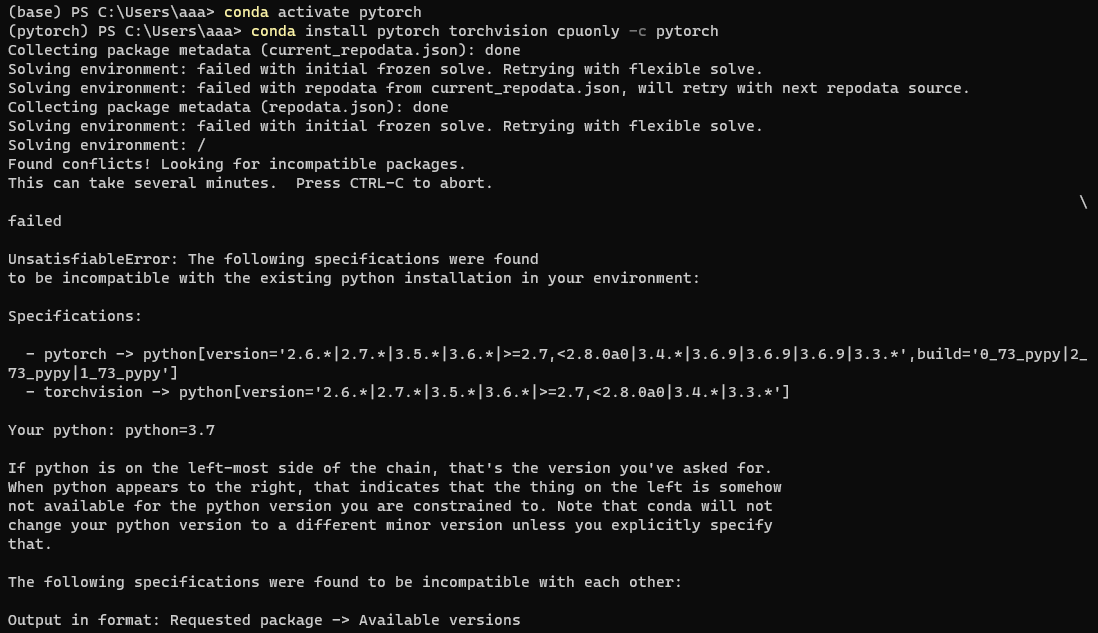 (base) PS C:\Users\aaa> conda activate pytorch
(pytorch) PS C:\Users\aaa> conda install pytorch torchvision cpuonly -c pytorch
Collecting package metadata (current_repodata.json): done
Solving environment: failed with initial frozen solve. Retrying with flexible solve.
Solving environment: failed with repodata from current_repodata.json, will retry with next repodata source.
Collecting package metadata (repodata.json): done
Solving environment: failed with initial frozen solve. Retrying with flexible solve.
Solving environment: /
Found conflicts! Looking for incompatible packages.
This can take several minutes.  Press CTRL-C to abort.
\
failed
UnsatisfiableError: The following specifications were found
to be incompatible with the existing python installation in your environment:
Specifications:
  - pytorch -> python[version='2.6.*|2.7.*|3.5.*|3.6.*|>=2.7,<2.8.0a0|3.4.*|3.6.9|3.6.9|3.6.9|3.3.*',build='0_73_pypy|2_
73_pypy|1_73_pypy']
  - torchvision -> python[version='2.6.*|2.7.*|3.5.*|3.6.*|>=2.7,<2.8.0a0|3.4.*|3.3.*']
Your python: python=3.7
If python is on the left-most side of the chain, that's the version you've asked for.
When python appears to the right, that indicates that the thing on the left is somehow
not available for the python version you are constrained to. Note that conda will not
change your python version to a different minor version unless you explicitly specify
that.
The following specifications were found to be incompatible with each other:
Output in format: Requested package -> Available versions